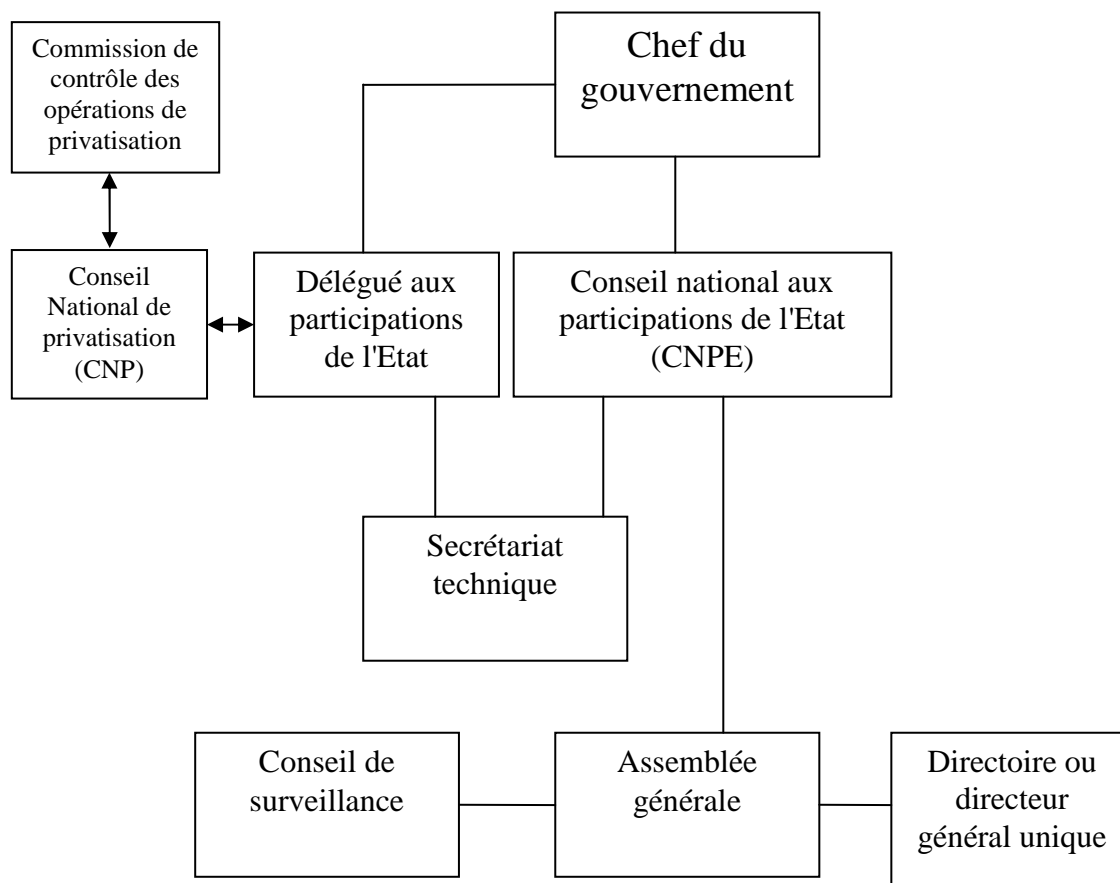 Commission de
contrôle des
opérations de
privatisation
Chef du
gouvernement
Conseil
National de
privatisation
(CNP)
Délégué aux
participations
de l'Etat
Conseil national aux
participations de l'Etat
(CNPE)
Secrétariat
technique
Conseil de
surveillance
Assemblée
générale
Directoire ou
directeur
général unique